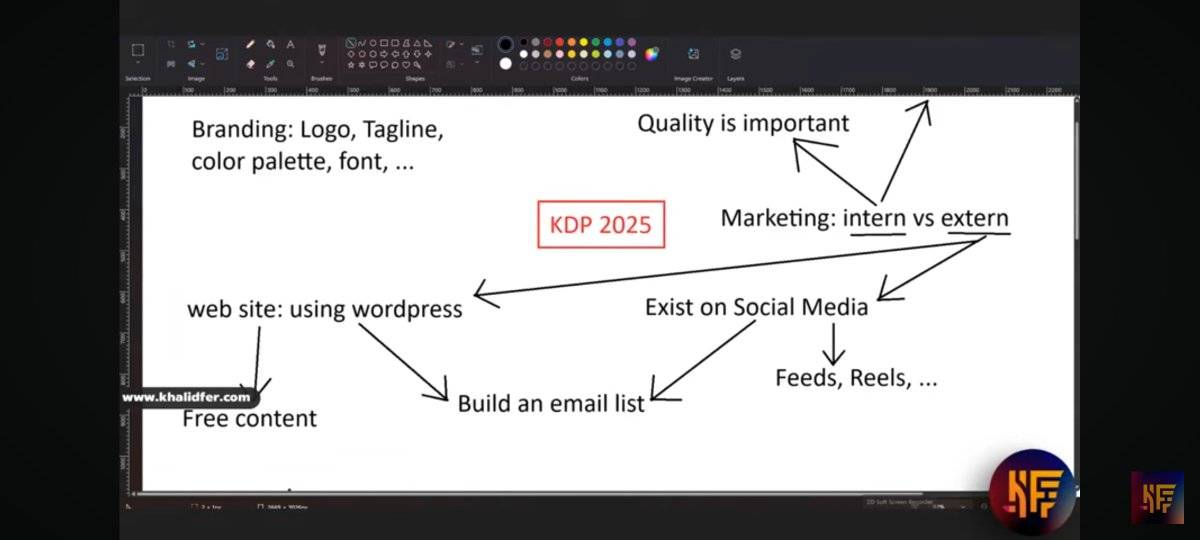 Selection
Image
Tools
Brushes
Shapes
Colors
Image Creator
Layers
Branding: Logo, Tagline,
color palette, font, ...
Quality is important
KDP 2025
Marketing: intern vs extern
web site: using wordpress
Exist on Social Media
Feeds, Reels, ...
www.khalidfer.com
Build an email list
Free content